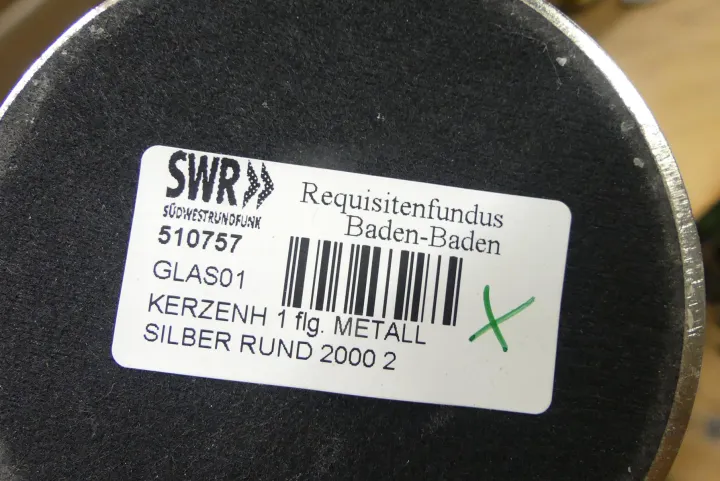 SWR
SÜDWESTRUNDFUNK
Requisitenfundus
Baden-Baden
510757
GLAS01
KERZENH 1 flg. METALL
SILBER RUND 2000 2